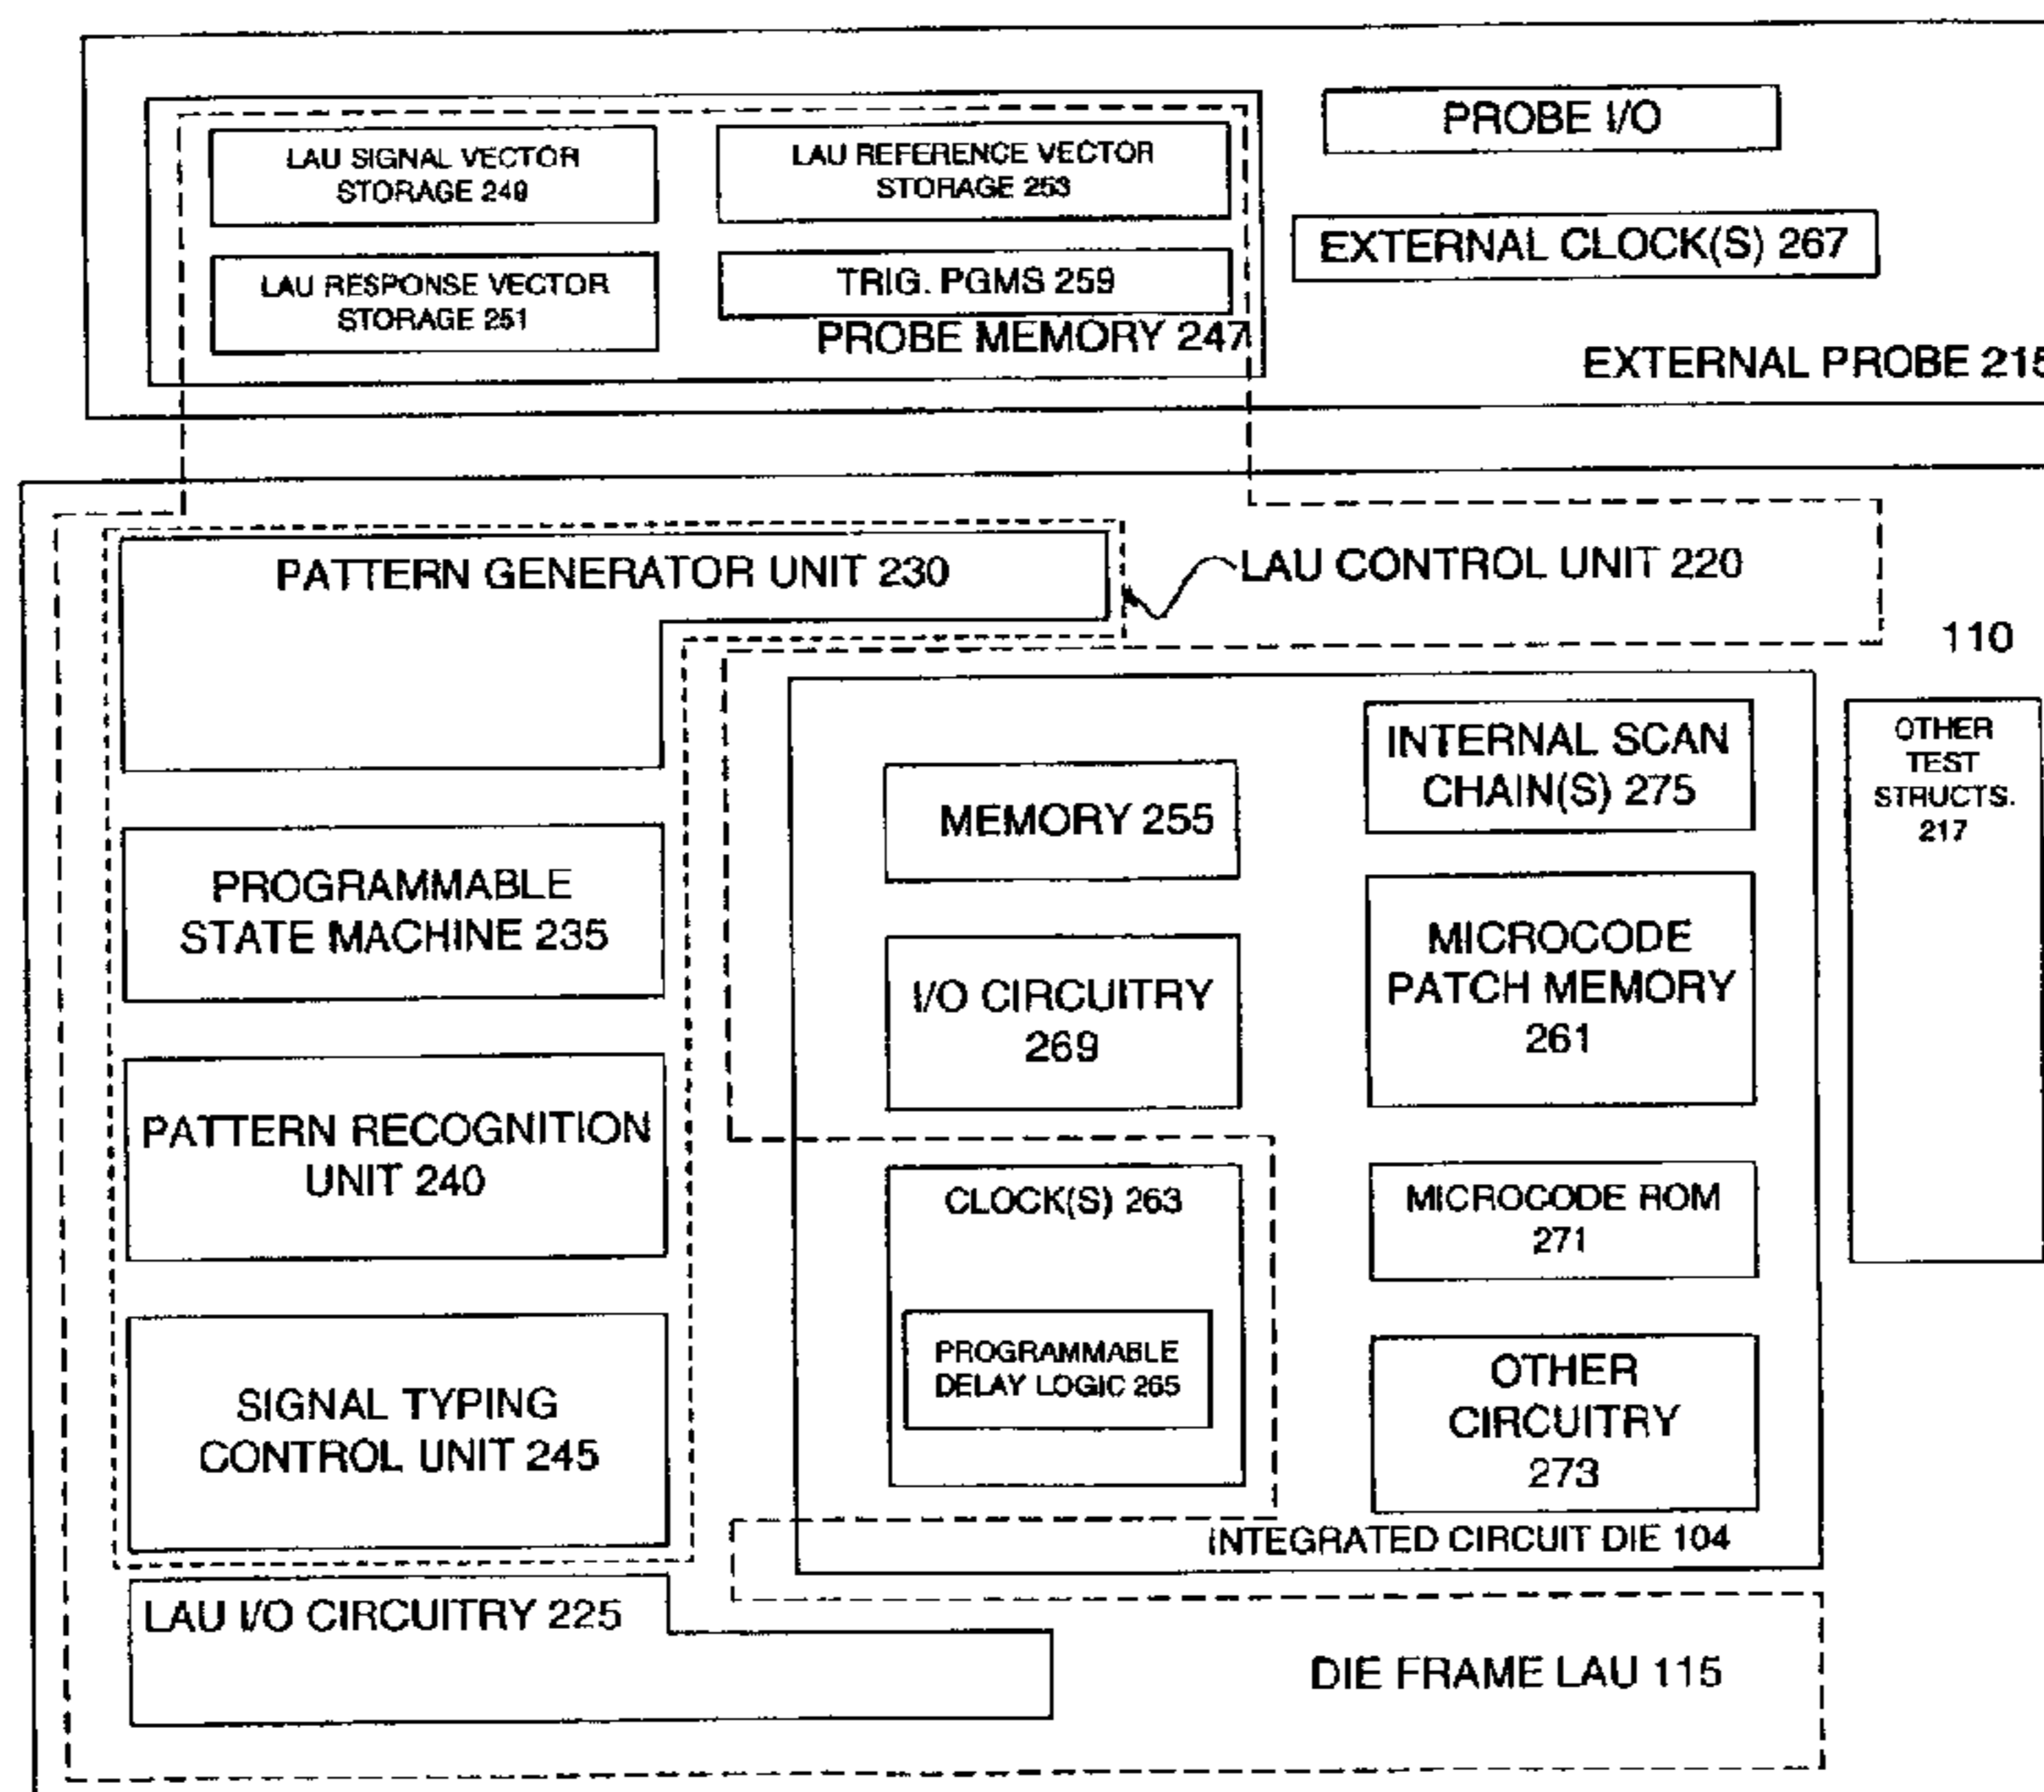 LAU SIGNAL VECTOR
STORAGE 249
LAU REFERENCE VECTOR
STORAGE 253
LAU RESPONSE VECTOR
STORAGE 251
TRIG. PGMS 259
PROBE MEMORY 247
PROBE I/O
EXTERNAL CLOCK(S) 267
EXTERNAL PROBE 215
PATTERN GENERATOR UNIT 230
LAU CONTROL UNIT 220
110
PROGRAMMABLE
STATE MACHINE 235
PATTERN RECOGNITION
UNIT 240
SIGNAL TYPING
CONTROL UNIT 245
LAU I/O CIRCUITRY 225
MEMORY 255
I/O CIRCUITRY
269
CLOCK(S) 263
PROGRAMMABLE
DELAY LOGIC 265
INTERNAL SCAN
CHAIN(S) 275
MICROCODE
PATCH MEMORY
261
MICROCODE ROM
271
OTHER
CIRCUITRY
273
INTEGRATED CIRCUIT DIE 104
OTHER
TEST
STRUCTS.
217
DIE FRAME LAU 115